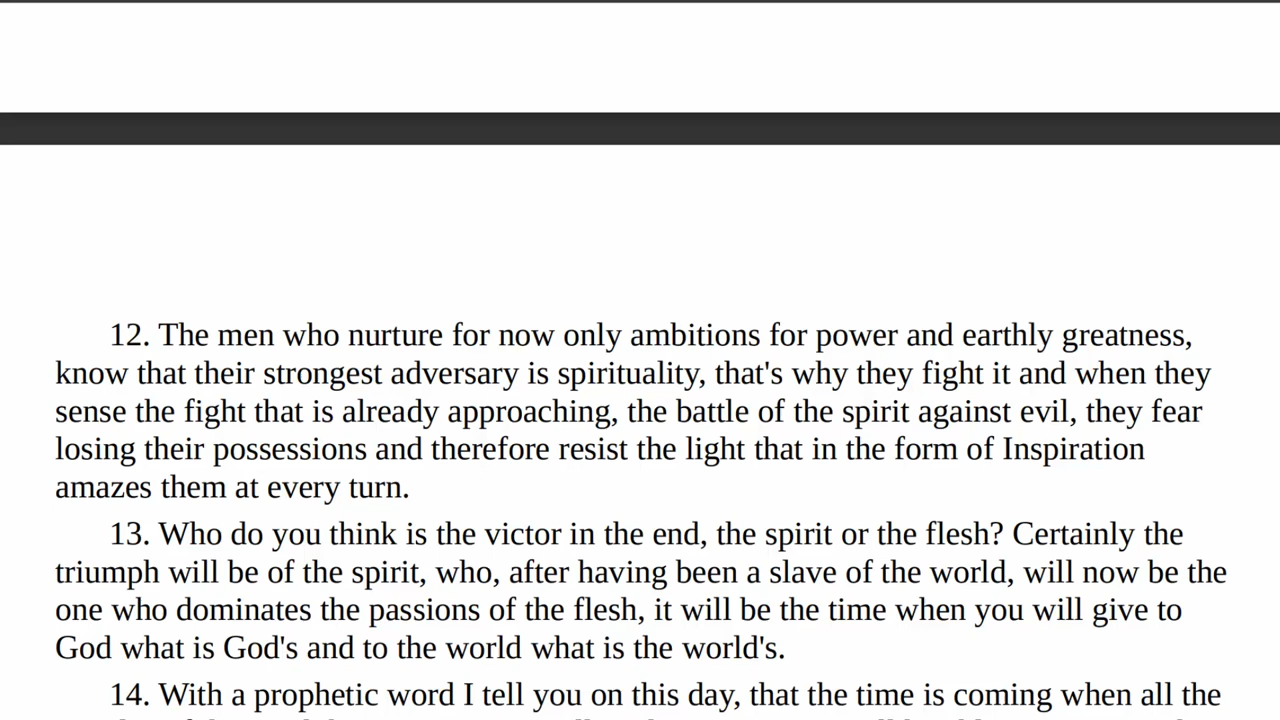 12. The men who nurture for now only ambitions for power and earthly greatness,
know that their strongest adversary is spirituality, that's why they fight it and when they
sense the fight that is already approaching, the battle of the spirit against evil, they fear
losing their possessions and therefore resist the light that in the form of Inspiration
amazes them at every turn.
13. Who do you think is the victor in the end, the spirit or the flesh? Certainly the
triumph will be of the spirit, who, after having been a slave of the world, will now be the
one who dominates the passions of the flesh, it will be the time when you will give to
God what is God's and to the world what is the world's.
14. With a prophetic word I tell you on this day, that the time is coming when all the